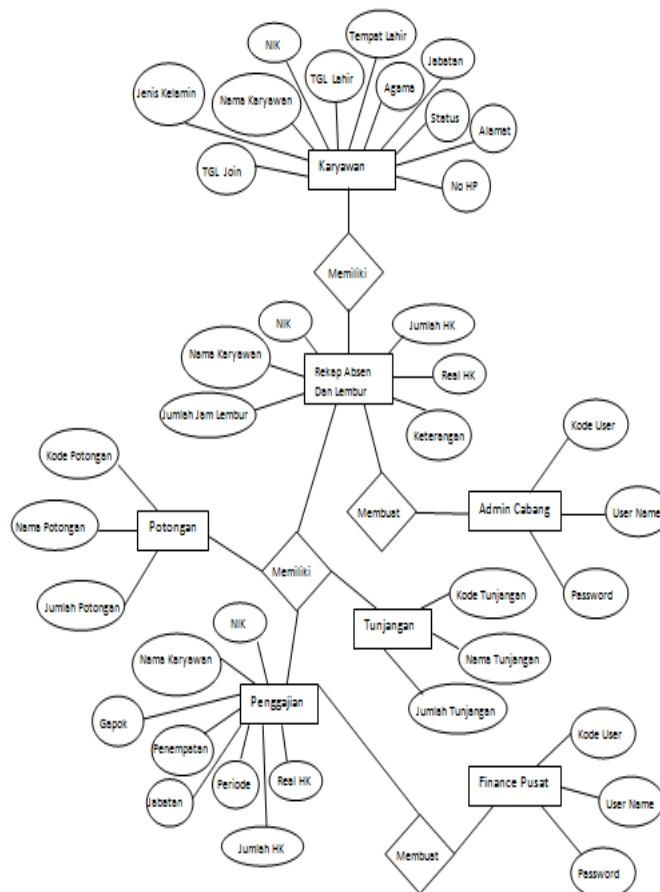 Tempat Lahir
NIK
Jabatan
TGL Lahir
Agama
Jenis Kelamin
Nama Karyawan
Status
Alamat
Karyawan
TGL Join
No HP
Memiliki
NIK
Jumlah HK
Nama Karyawan
Rekap Absen
Dan Lembur
Real HK
Jumlah Jam Lembur
Keterangan
Kode User
Kode Potongan
Membuat
Admin Cabang
User Name
Nama Potongan
Potongan
Memiliki
Kode Tunjangan
Password
Jumlah Potongan
NIK
Tunjangan
Nama Tunjangan
Nama Karyawan
Penggajian
Jumlah Tunjangan
Gapok
Kode User
Penempatan
Periode
Real HK
Finance Pusat
Jabatan
User Name
Jumlah HK
Membuat
Password